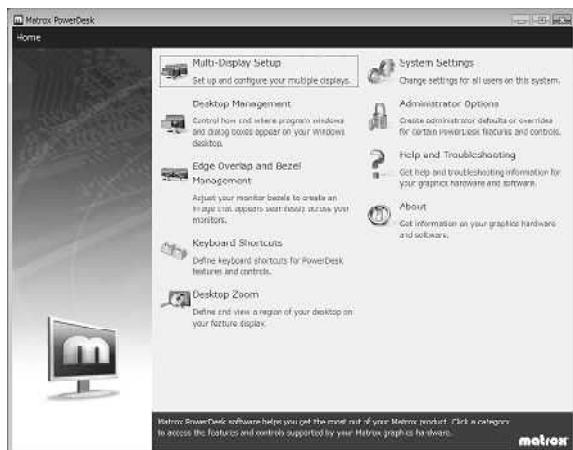 Matrox PowerDesk
Home
Multi-Display Setup
Set up and configure your multiple displays.
Desktop Management
Control how and where program windows
and dialog boxes appear on your Windows
desktop.
Edge Overlap and Bezel
Management
Adjust your monitor bezels to create an
image that appears seamlessly across your
monitors.
Keyboard Shortcuts
Define keyboard shortcuts for PowerDesk
features and controls.
Desktop Zoom
Define and view a region of your desktop on
your feature display.
System Settings
Change settings for all users on this system.
Administrator Options
Create administrator defaults or overrides
for certain PowerDesk features and controls.
Help and Troubleshooting
Get help and troubleshooting information for
your graphics hardware and software.
About
Get information on your graphics hardware
and software.
m
Matrox PowerDesk software helps you get the most out of your Matrox product. Click a category
to access the features and controls supported by your Matrox graphics hardware.
matrox